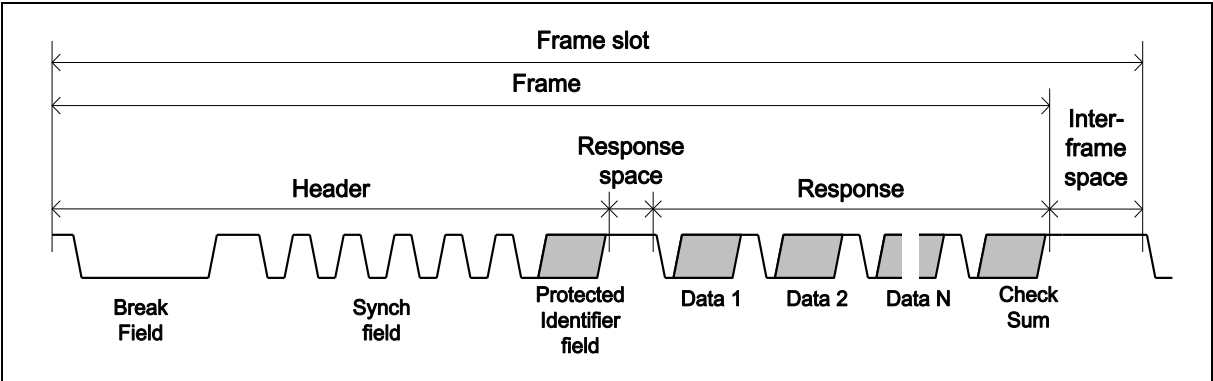 Frame slot
Frame
Inter-
frame
space
Response
space
Header
Response
Break
Field
Synch
field
Protected
Identifier
field
Data 1
Data 2
Data N
Check
Sum